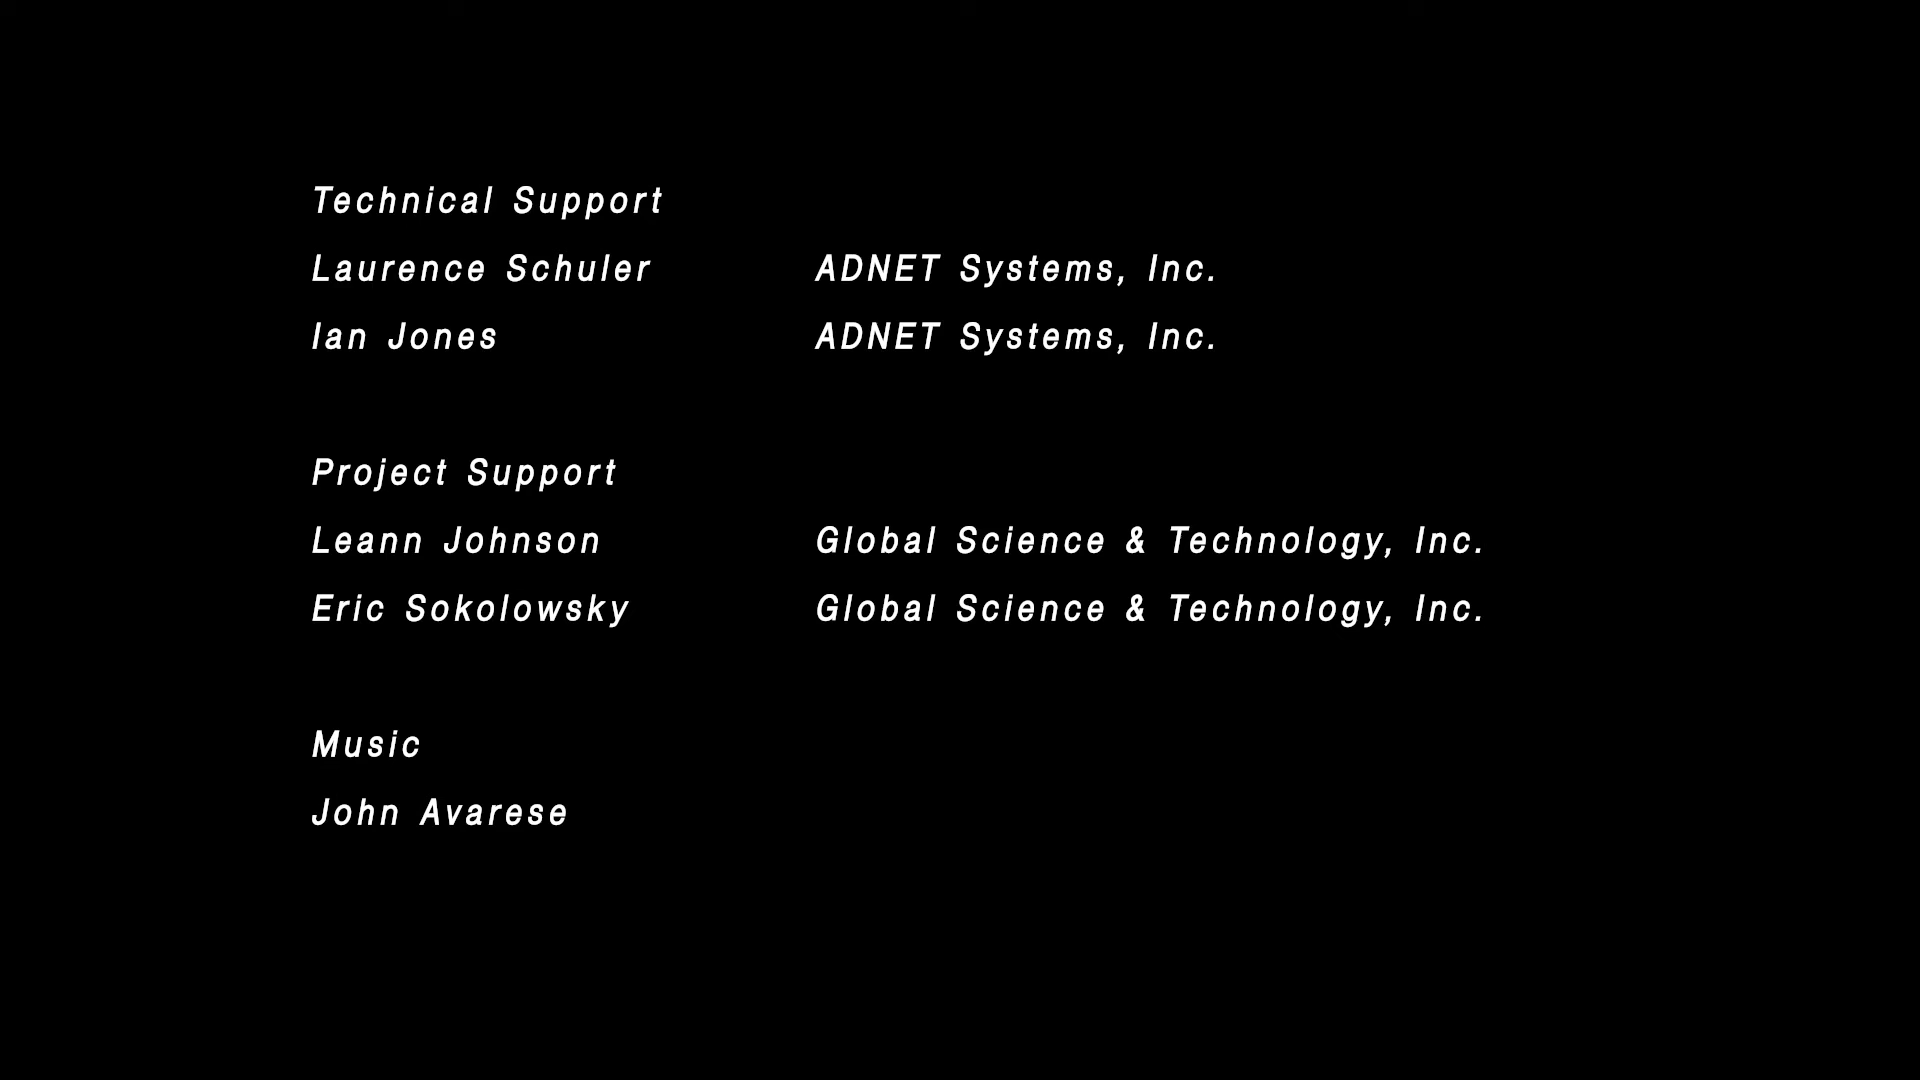 Technical Support
Laurence Schuler ADNET Systems, Inc.
Ian Jones ADNET Systems, Inc.
Project Support
Leann Johnson Global Science & Technology, Inc.
Eric Sokolowsky Global Science & Technology, Inc.
Music
John Avarese